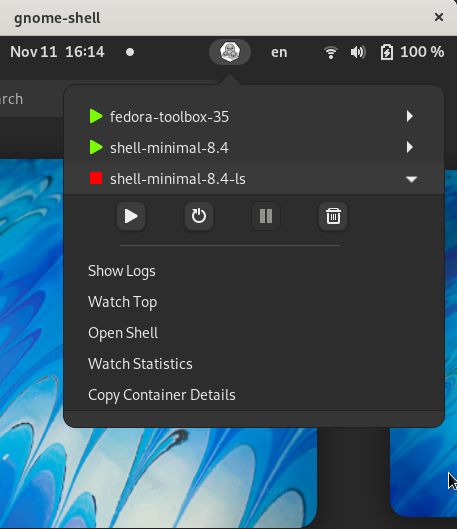 gnome-shell
Nov 11 16:14
en
100 %
arch
fedora-toolbox-35
shell-minimal-8.4
shell-minimal-8.4-ls
Show Logs
Watch Top
Open Shell
Watch Statistics
Copy Container Details